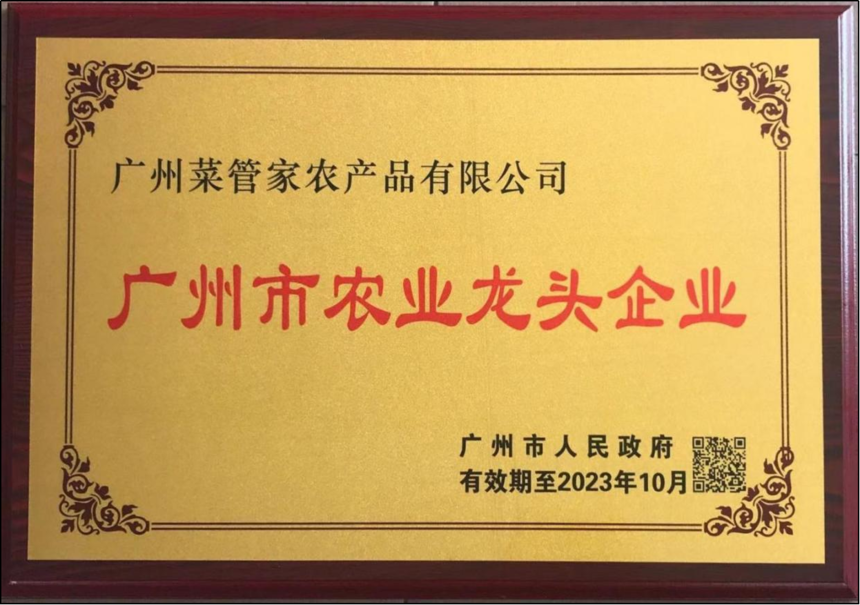 广州菜管家农产品有限公司
广州市农业龙头企业
广州市人民政府
有效期至2023年10月